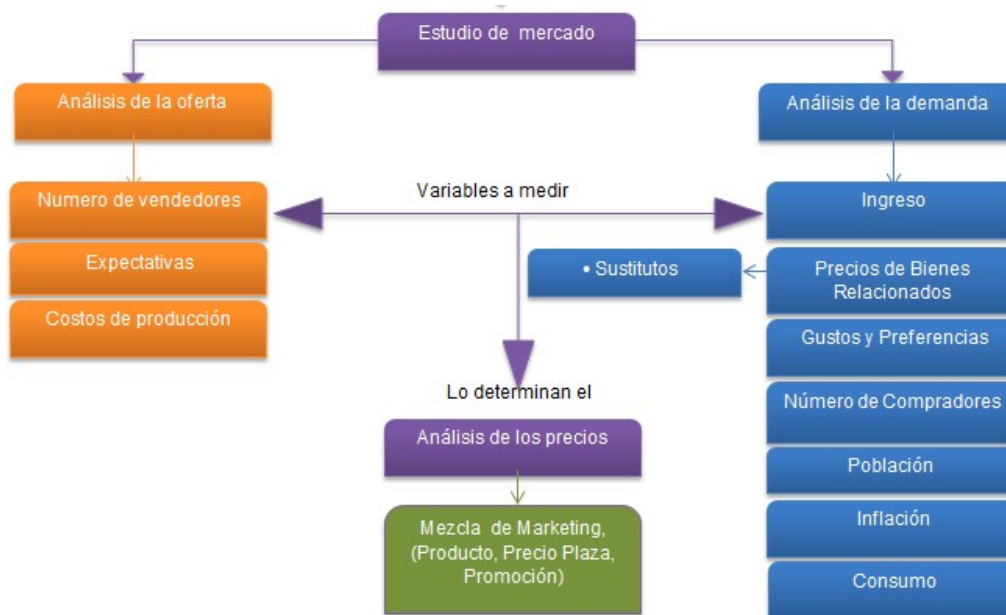 Estudio de mercado
Análisis de la oferta
Análisis de la demanda
Variables a medir
Numero de vendedores
Ingreso
Expectativas
• Sustitutos
Precios de Bienes
Relacionados
Costos de producción
Gustos y Preferencias
Lo determinan el
Número de Compradores
Análisis de los precios
Población
Mezcla de Marketing,
(Producto, Precio Plaza,
Promoción)
Inflación
Consumo